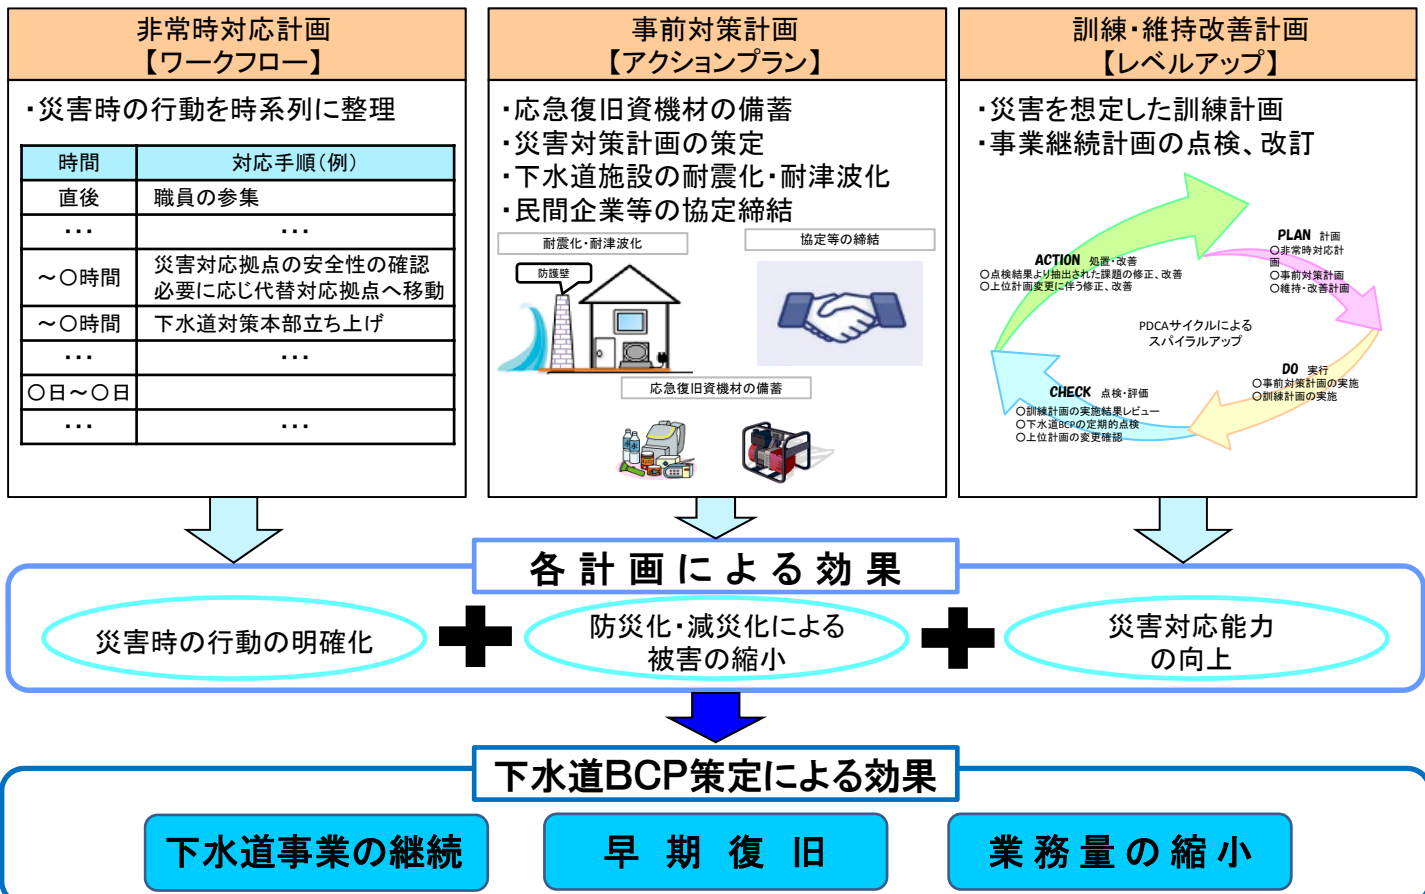 非常時対応計画
【ワークフロー】
・災害時の行動を時系列に整理
時間 対応手順(例)
直後 職員の参集
・・・ ・・・
～〇時間 災害対応拠点の安全性の確認
必要に応じ代替対応拠点へ移動
～〇時間 下水道対策本部立ち上げ
・・・ ・・・
〇日～〇日
・・・ ・・・
事前対策計画
【アクションプラン】
・応急復旧資機材の備蓄
・災害対策計画の策定
・下水道施設の耐震化・耐津波化
・民間企業等の協定締結
耐震化・耐津波化
防護壁
協定等の締結
応急復旧資機材の備蓄
訓練・維持改善計画
【レベルアップ】
・災害を想定した訓練計画
・事業継続計画の点検、改訂
PLAN 計画
〇非常時対応計
画
〇事前対策計画
〇維持・改善計画
ACTION 処置・改善
〇点検結果より抽出された課題の修正、改善
〇上位計画変更に伴う修正、改善
PDCAサイクルによる
スパイラルアップ
DO 実行
〇事前対策計画の実施
〇訓練計画の実施
CHECK 点検・評価
〇訓練計画の実施結果レビュー
〇下水道BCPの定期的点検
〇上位計画の変更確認
各計画による効果
災害時の行動の明確化
防災化・減災化による
被害の縮小
災害対応能力
の向上
下水道BCP策定による効果
下水道事業の継続
早期復旧
業務量の縮小